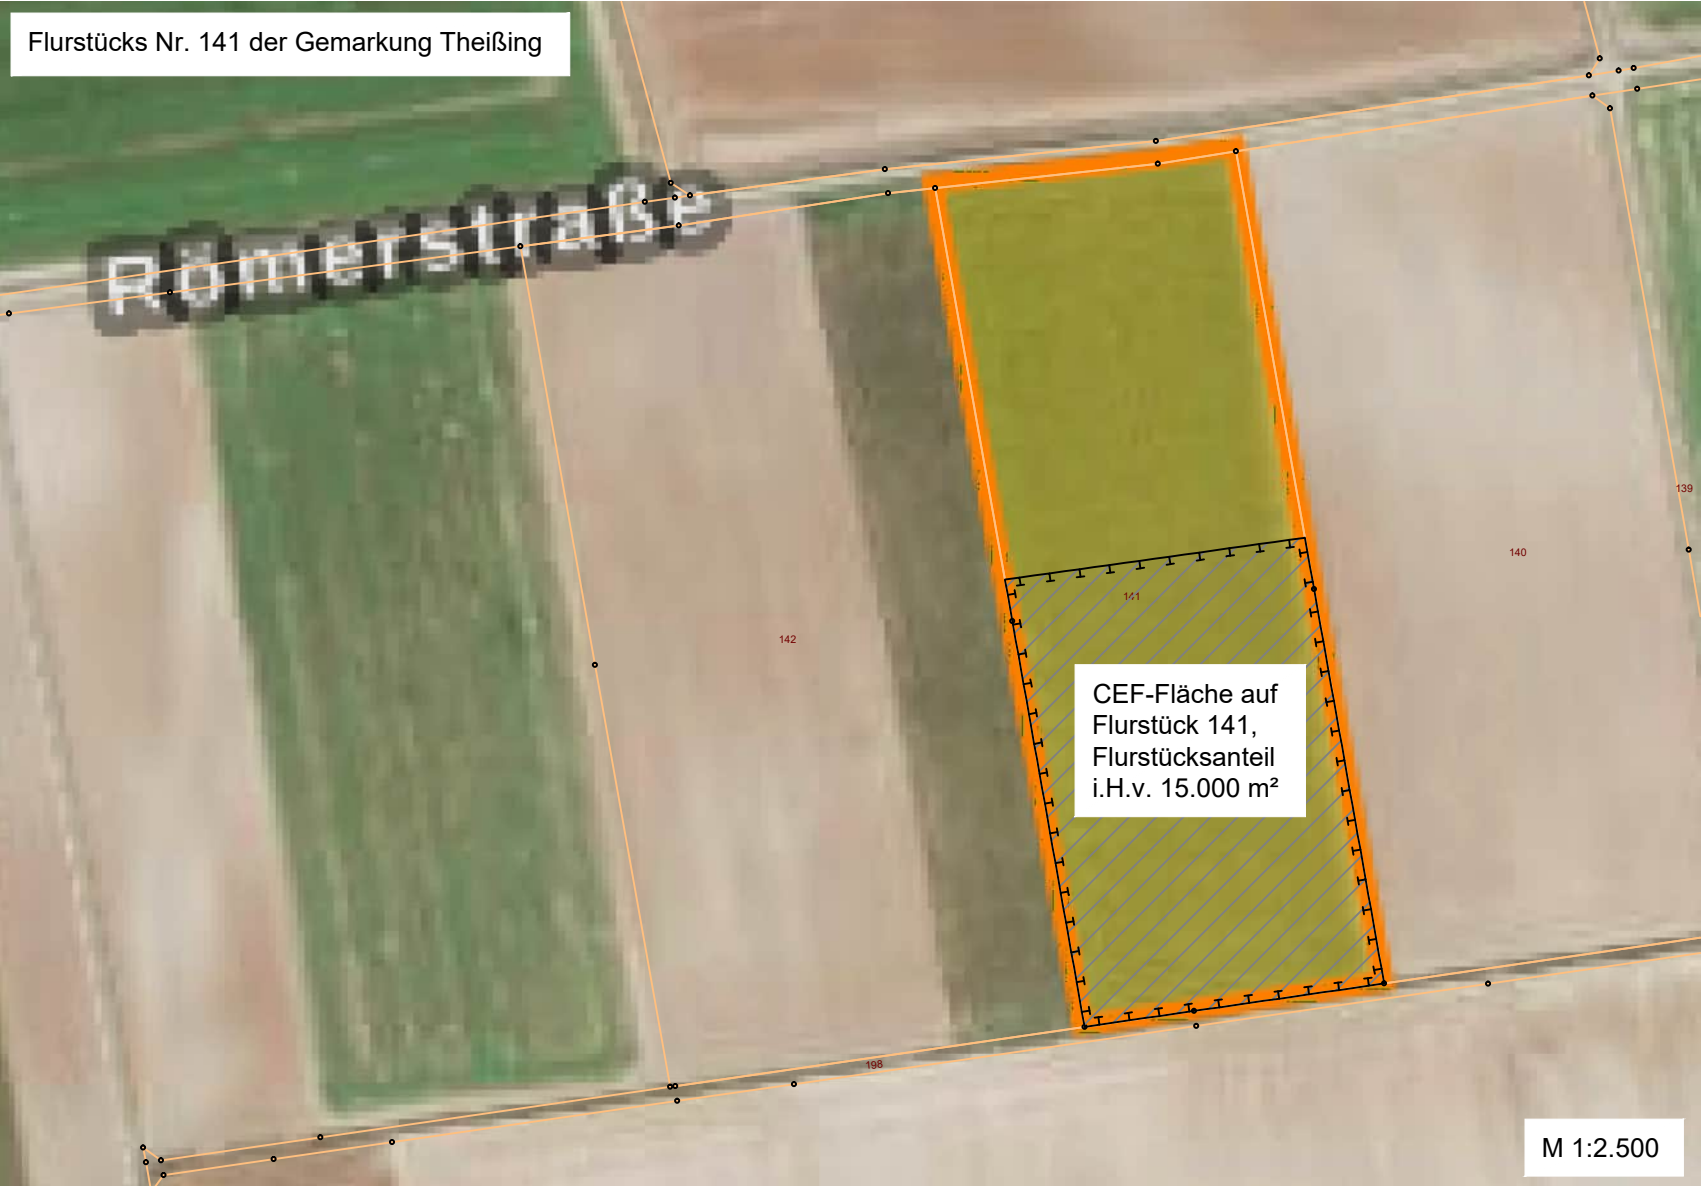 Flurstücks Nr. 141 der Gemarkung Theißing
Römerstraße
139
140
141
142
CEF-Fläche auf
Flurstück 141,
Flurstücksanteil
i.H.v. 15.000 m²
198
M 1:2.500